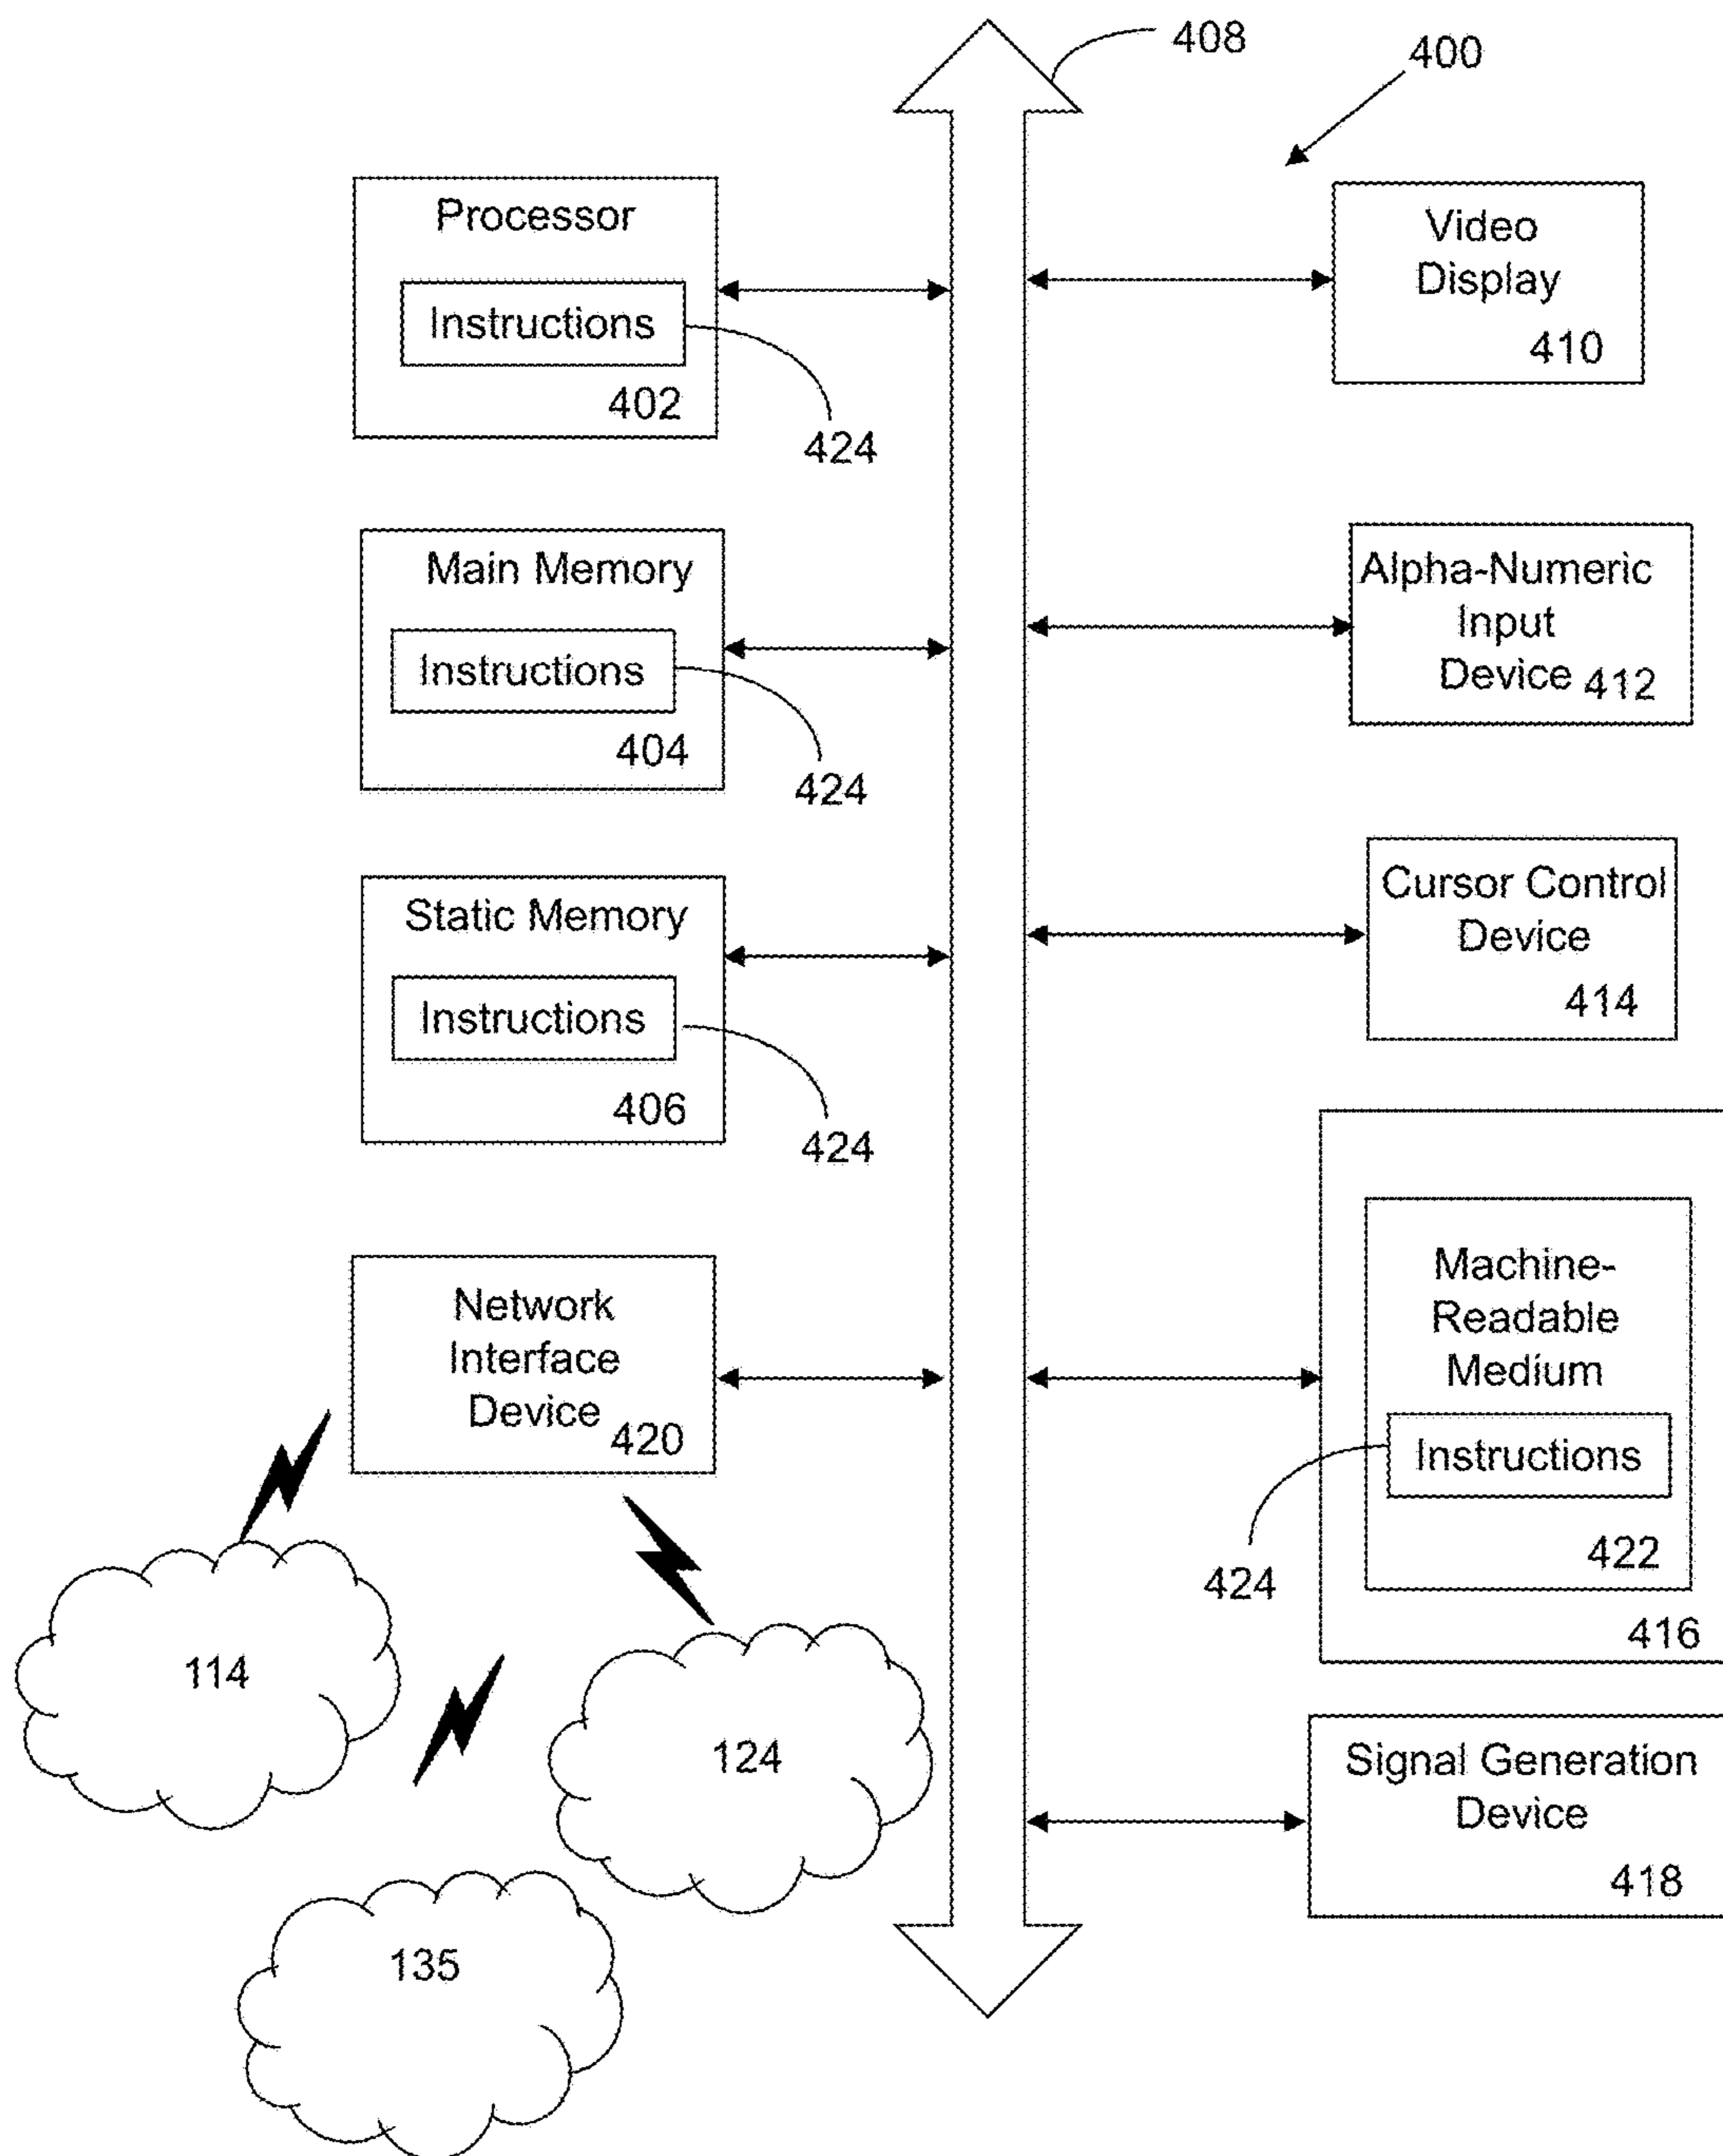 408
400
Processor
Instructions
402
424
Video
Display
410
Main Memory
Instructions
404
424
Alpha-Numeric
Input
Device 412
Static Memory
Instructions
406
424
Cursor Control
Device
414
Network
Interface
Device
420
Machine-
Readable
Medium
Instructions
424
422
416
114
124
135
Signal Generation
Device
418